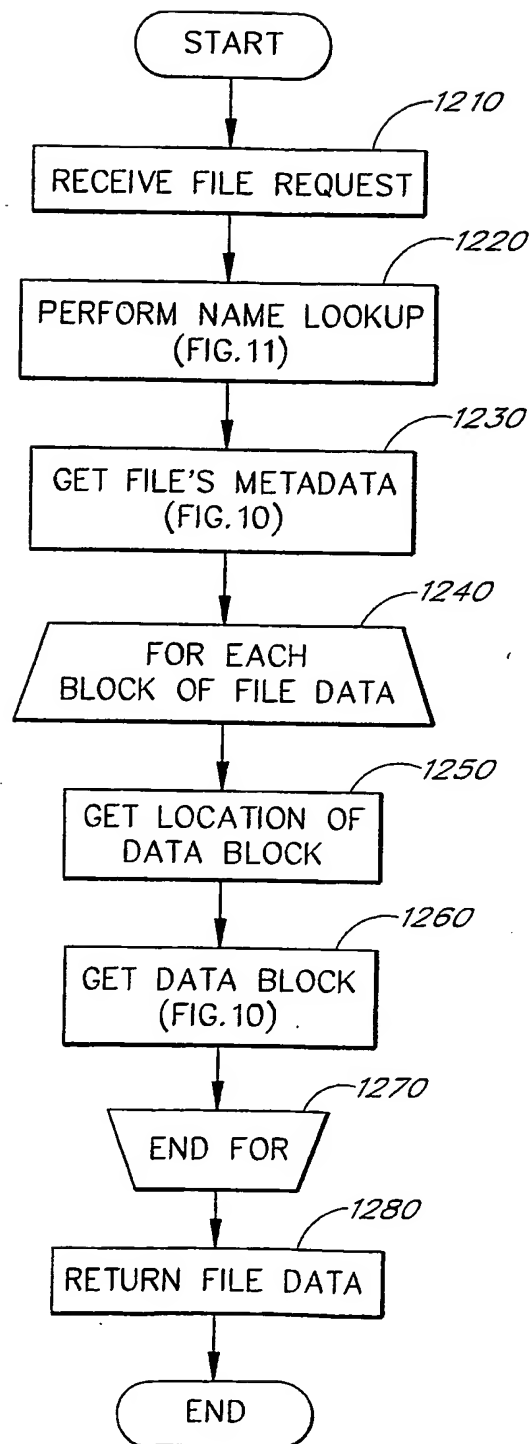 START
1210
RECEIVE FILE REQUEST
1220
PERFORM NAME LOOKUP
(FIG.11)
1230
GET FILE'S METADATA
(FIG.10)
1240
FOR EACH
BLOCK OF FILE DATA
1250
GET LOCATION OF
DATA BLOCK
1260
GET DATA BLOCK
(FIG.10)
1270
END FOR
1280
RETURN FILE DATA
END